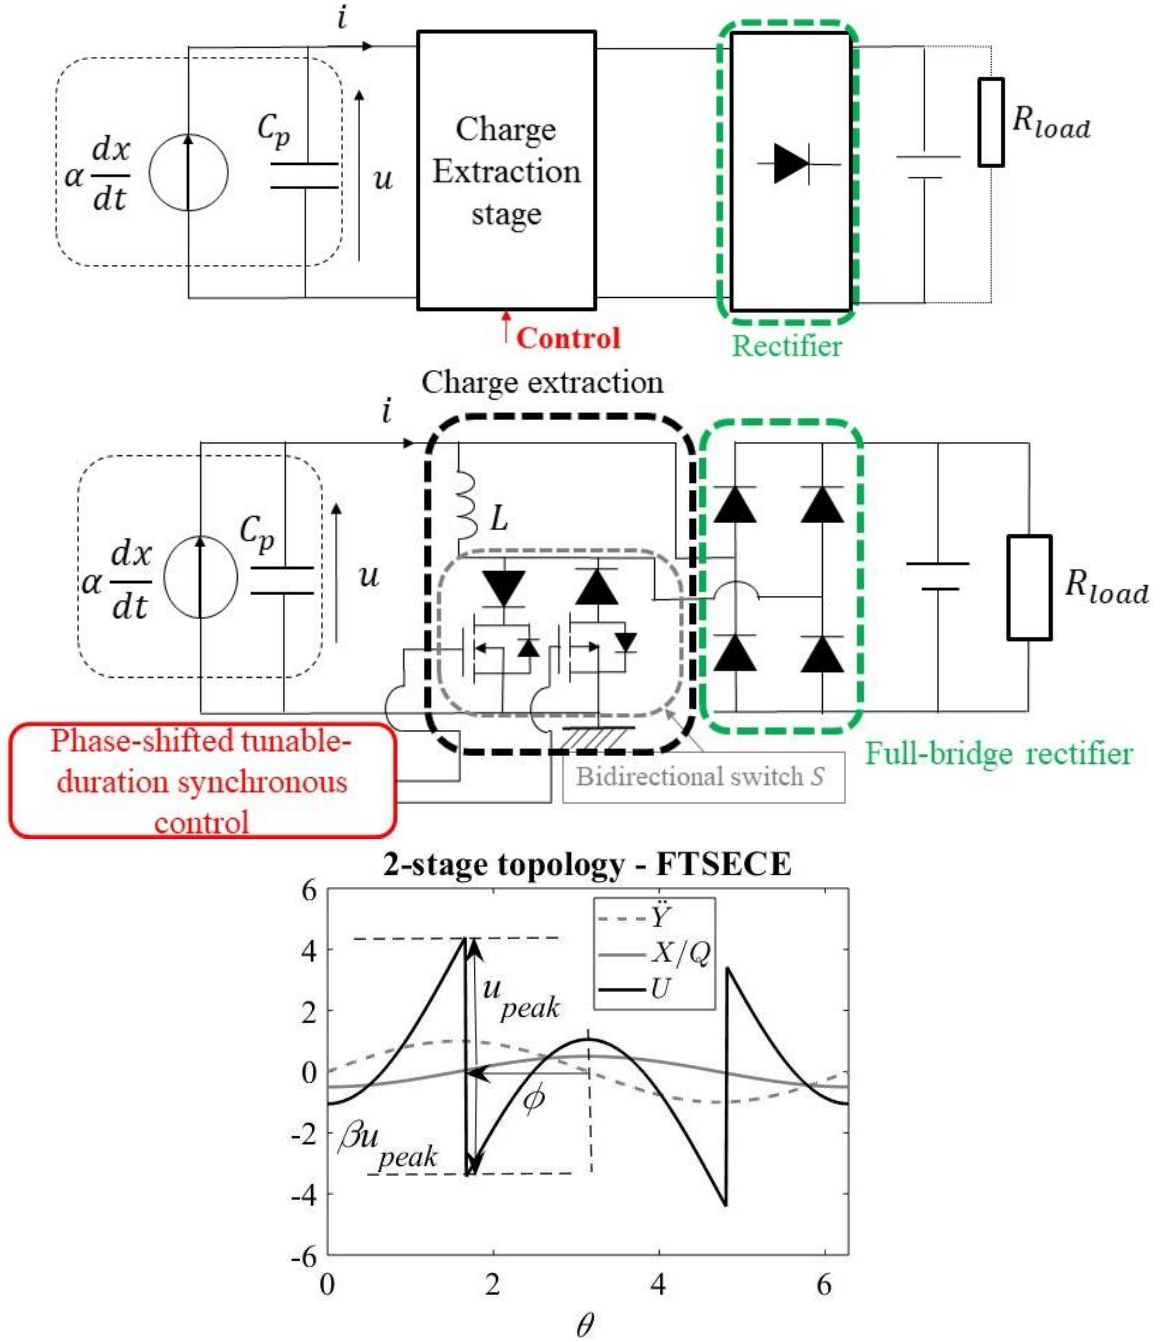 i
α dx/dt
C_p
u
Charge
Extraction
stage
R_load
Control
Rectifier
Charge extraction
i
L
α dx/dt
C_p
u
R_load
Phase-shifted tunable-
duration synchronous
control
Bidirectional switch S
Full-bridge rectifier
2-stage topology - FTSECE
6
4
2
0
-2
-4
-6
Ÿ
X/Q
U
u_peak
ϕ
βu_peak
0
2
4
6
θ